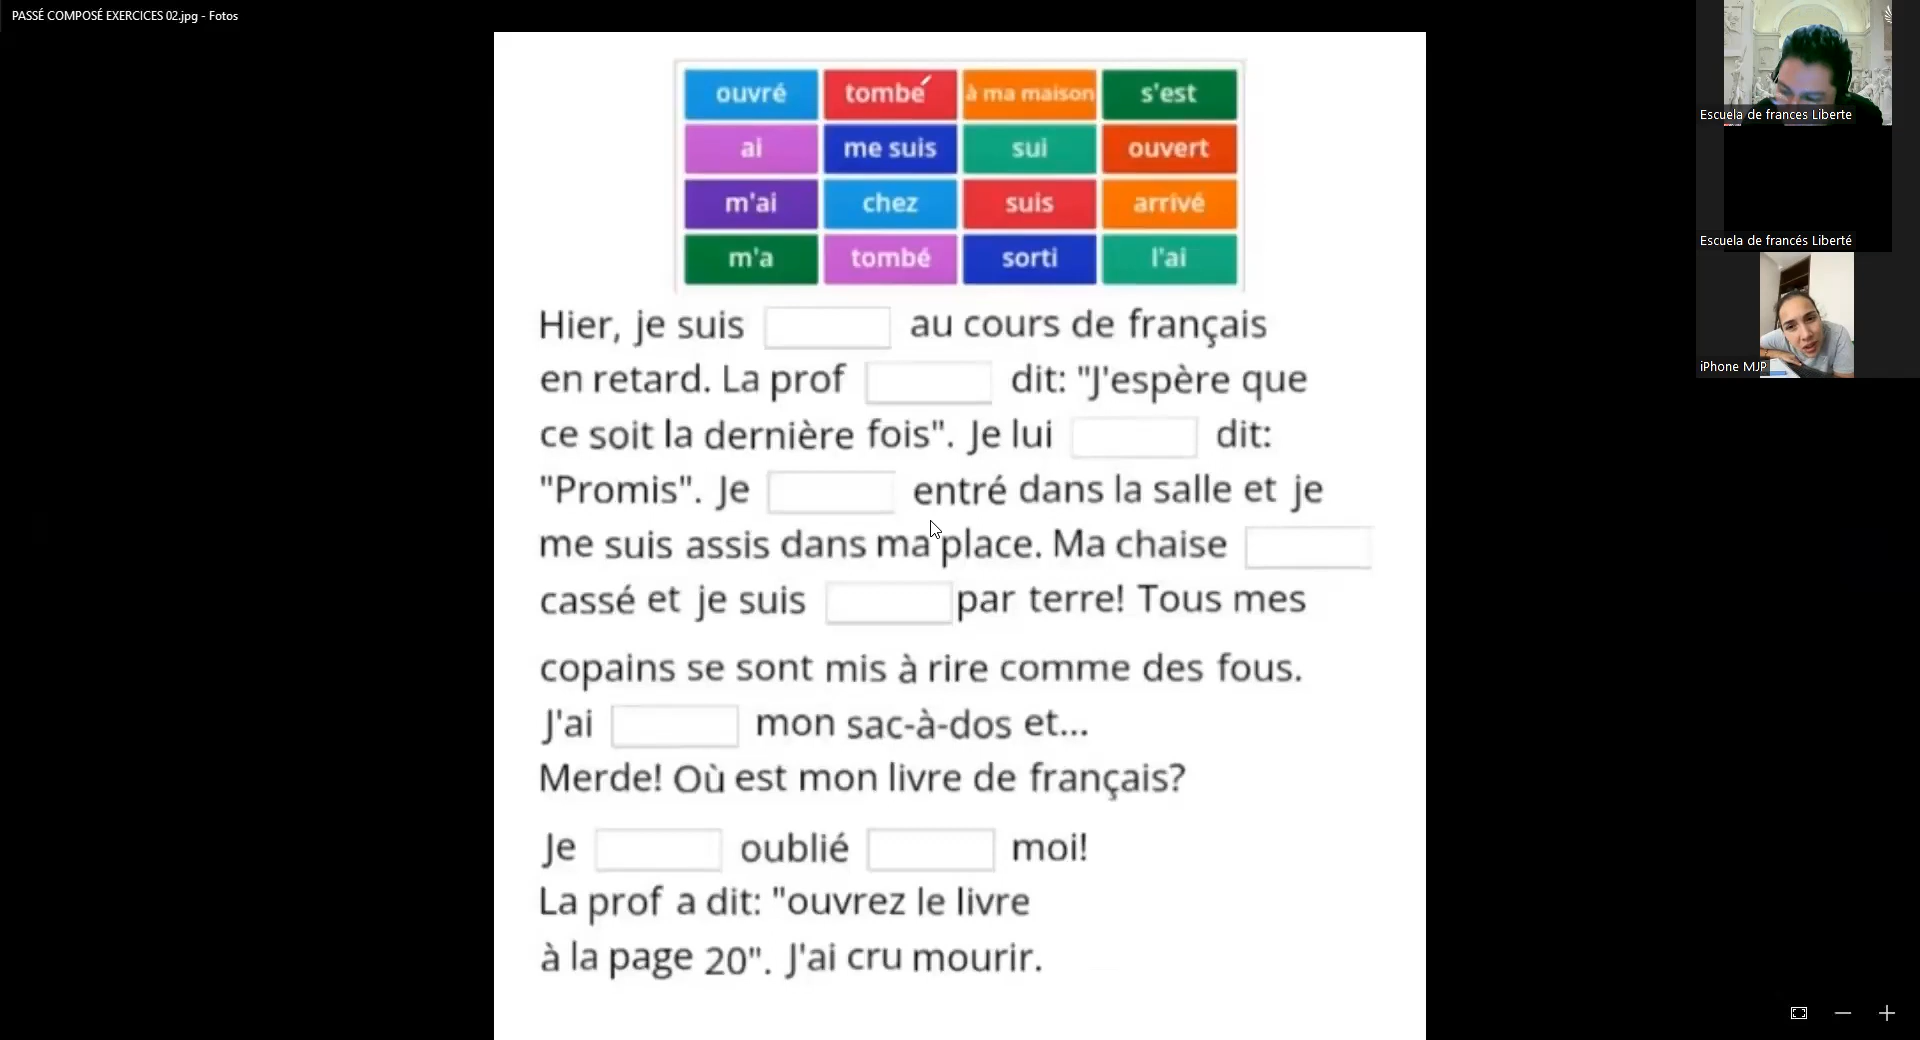 PASSÉ COMPOSÉ EXERCICES 02.jpg - Fotos
ouvré tombé à ma maison s'est
ai me suis sui ouvert
m'ai chez suis arrivé
m'a tombé sorti l'ai
Hier, je suis au cours de français
en retard. La prof dit: "J'espère que
ce soit la dernière fois". Je lui dit:
"Promis". Je entré dans la salle et je
me suis assis dans ma place. Ma chaise
cassé et je suis par terre! Tous mes
copains se sont mis à rire comme des fous.
J'ai mon sac-à-dos et...
Merde! Où est mon livre de français?
Je oublié moi!
La prof a dit: "ouvrez le livre
à la page 20". J'ai cru mourir.
Escuela de frances Liberte
Escuela de francés Liberté
iPhone MJP